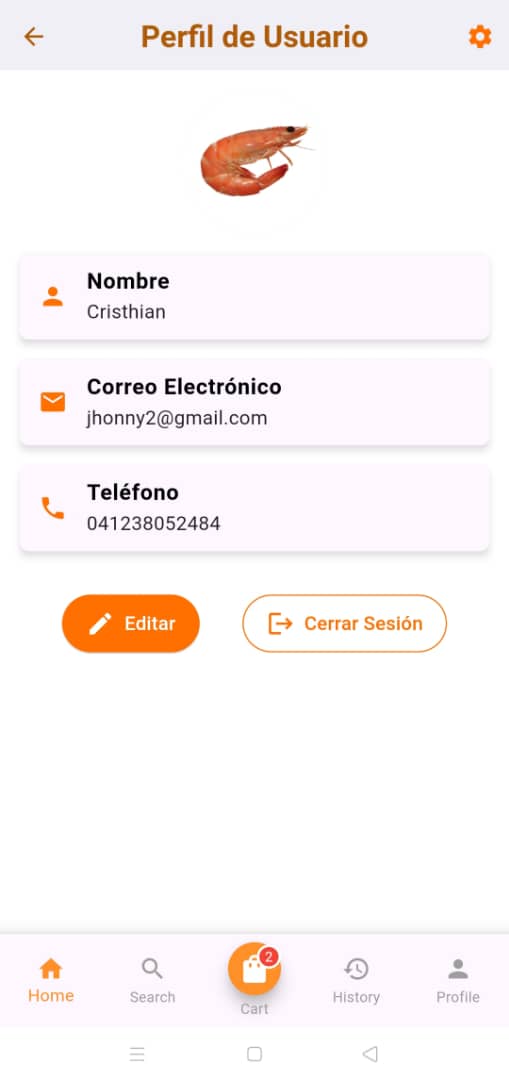 Perfil de Usuario
Nombre
Cristhian
Correo Electrónico
jhonny2@gmail.com
Teléfono
041238052484
Editar
Cerrar Sesión
2
Home
Search
Cart
History
Profile